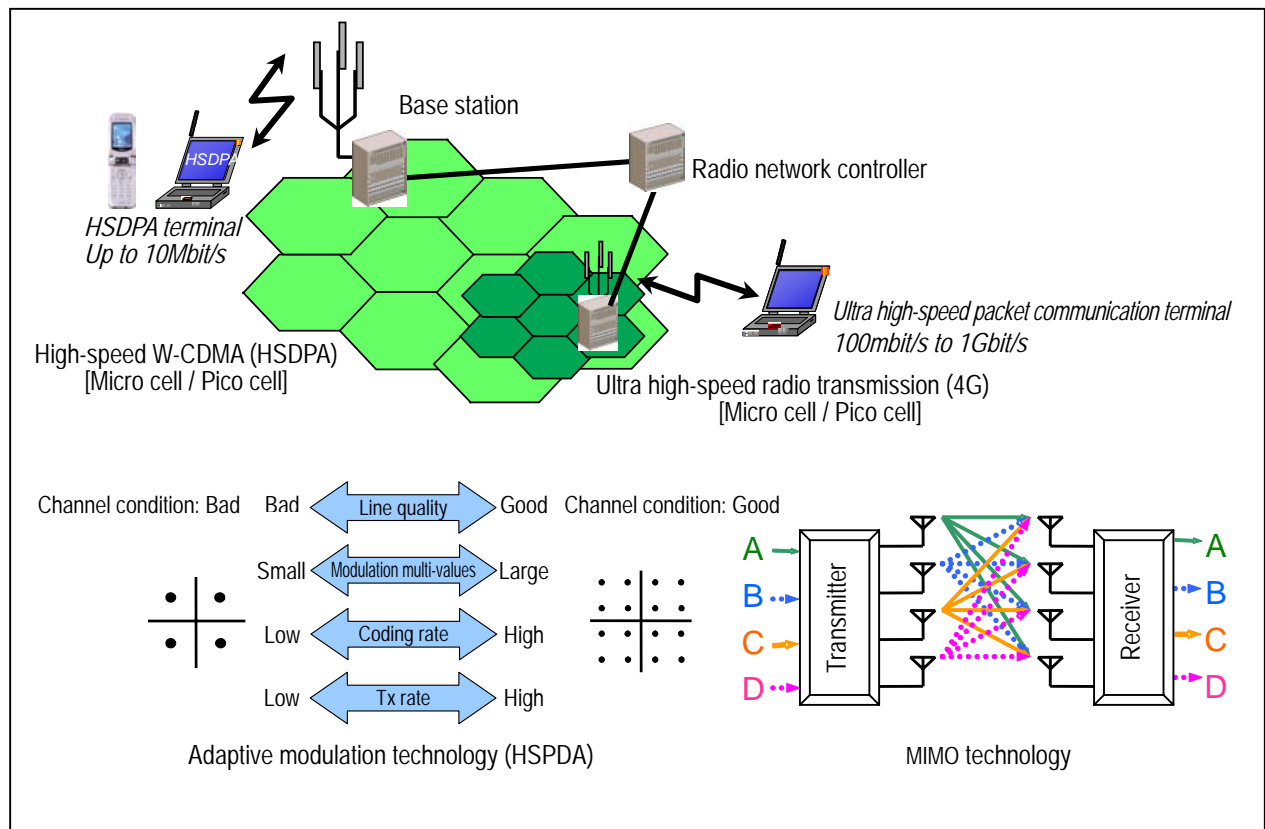 Base station
Radio network controller
HSDPA
HSDPA terminal
Up to 10Mbit/s
Ultra high-speed packet communication terminal
100mbit/s to 1Gbit/s
High-speed W-CDMA (HSDPA)
[Micro cell / Pico cell]
Ultra high-speed radio transmission (4G)
[Micro cell / Pico cell]
Channel condition: Bad
Bad
Line quality
Good
Channel condition: Good
Small
Modulation multi-values
Large
Low
Coding rate
High
Low
Tx rate
High
Adaptive modulation technology (HSPDA)
A
B
C
D
Transmitter
Receiver
A
B
C
D
MIMO technology